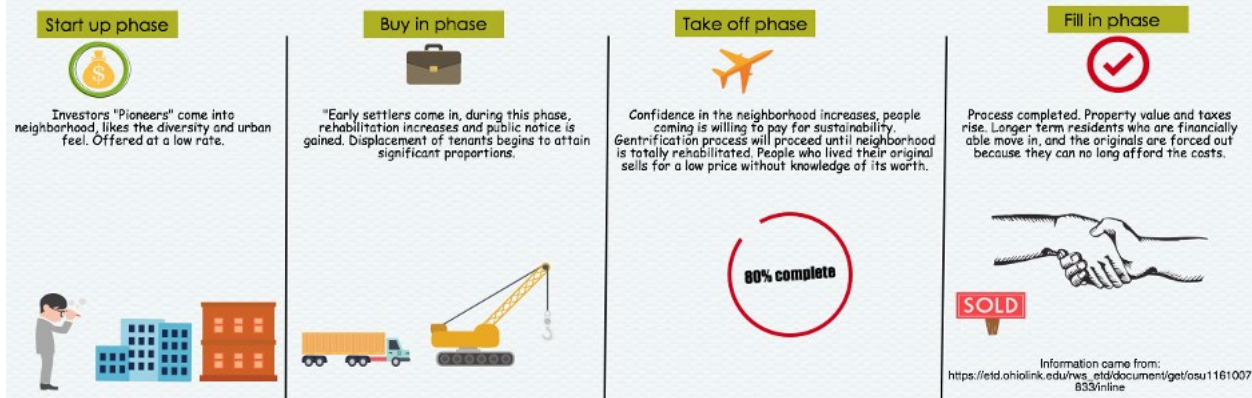 Start up phase
Investors "Pioneers" come into
neighborhood, likes the diversity and urban
feel. Offered at a low rate.
Buy in phase
"Early settlers come in, during this phase,
rehabilitation increases and public notice is
gained. Displacement of tenants begins to attain
significant proportions.
Take off phase
Confidence in the neighborhood increases, people
coming is willing to pay for sustainability.
Gentrification process will proceed until neighborhood
is totally rehabilitated. People who lived their original
sells for a low price without knowledge of its worth.
80% complete
Fill in phase
Process completed. Property value and taxes
rise. Longer term residents who are financially
able move in, and the originals are forced out
because they can no long afford the costs.
SOLD
Information came from:
https://etd.ohiolink.edu/rws_etd/document/get/osu1161007
833/inline